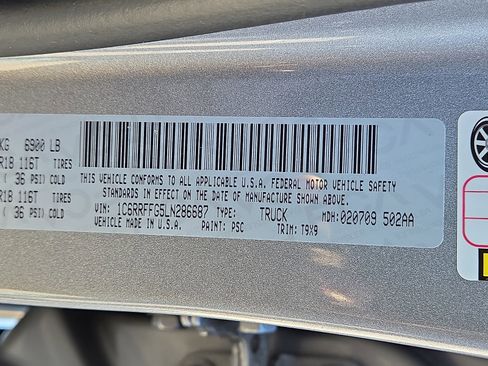 KG 6900 LB
R18 116T TIRES
( 36 PSI) COLD
R18 116T TIRES
( 36 PSI) COLD
THIS VEHICLE CONFORMS TO ALL APPLICABLE U.S.A. FEDERAL MOTOR VEHICLE SAFETY
STANDARDS IN EFFECT ON THE DATE OF MANUFACTURE SHOWN ABOVE.
VIN: 1C6RRFFG5LN286687 TYPE: TRUCK MDH:020709 502AA
VEHICLE MADE IN U.S.A. PAINT: PSC TRIM: T9X9